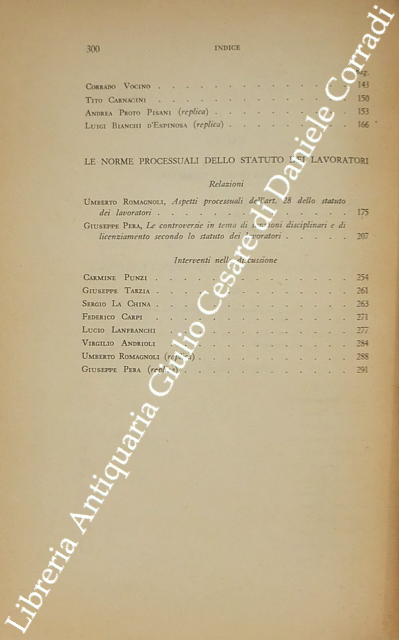 300 INDICE
Pag.
Corrado Vocino . . . . . . . . . . . . . 143
Tito Carnacini . . . . . . . . . . . . . 150
Andrea Proto Pisani (replica) . . . . . . . . . 153
Luigi Bianchi d'Espinosa (replica) . . . . . . . . 166
LE NORME PROCESSUALI DELLO STATUTO DEI LAVORATORI
Relazioni
Umberto Romagnoli, Aspetti processuali dell'art. 28 dello statuto
dei lavoratori . . . . . . . . . . . . . 175
Giuseppe Pera, Le controversie in tema di sanzioni disciplinari e di
licenziamento secondo lo statuto dei lavoratori . . . . . 207
Interventi nella discussione
Carmine Punzi . . . . . . . . . . . . . 254
Giuseppe Tarzia . . . . . . . . . . . . . 261
Sergio La China . . . . . . . . . . . . . 263
Federico Carpi . . . . . . . . . . . . . 271
Lucio Lanfranchi . . . . . . . . . . . . 277
Virgilio Andrioli . . . . . . . . . . . . 284
Umberto Romagnoli (replica) . . . . . . . . . 288
Giuseppe Pera (replica) . . . . . . . . . . 291
Libreria Antiquaria Giulio Cesare di Daniele Corradi